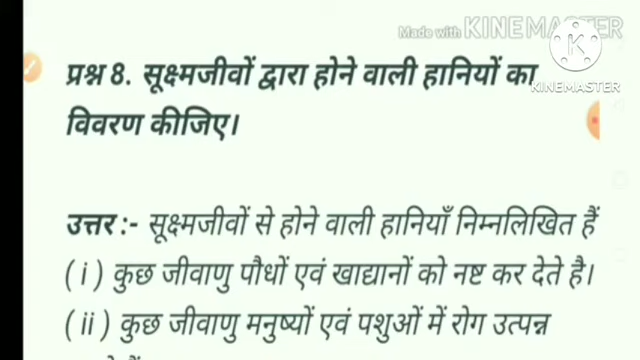 Made with KINEMASTER
KINEMASTER
प्रश्न 8. सूक्ष्मजीवों द्वारा होने वाली हानियों का
विवरण कीजिए।
उत्तर :- सूक्ष्मजीवों से होने वाली हानियाँ निम्नलिखित हैं
( i ) कुछ जीवाणु पौधों एवं खाद्यानों को नष्ट कर देते है।
( ii ) कुछ जीवाणु मनुष्यों एवं पशुओं में रोग उत्पन्न